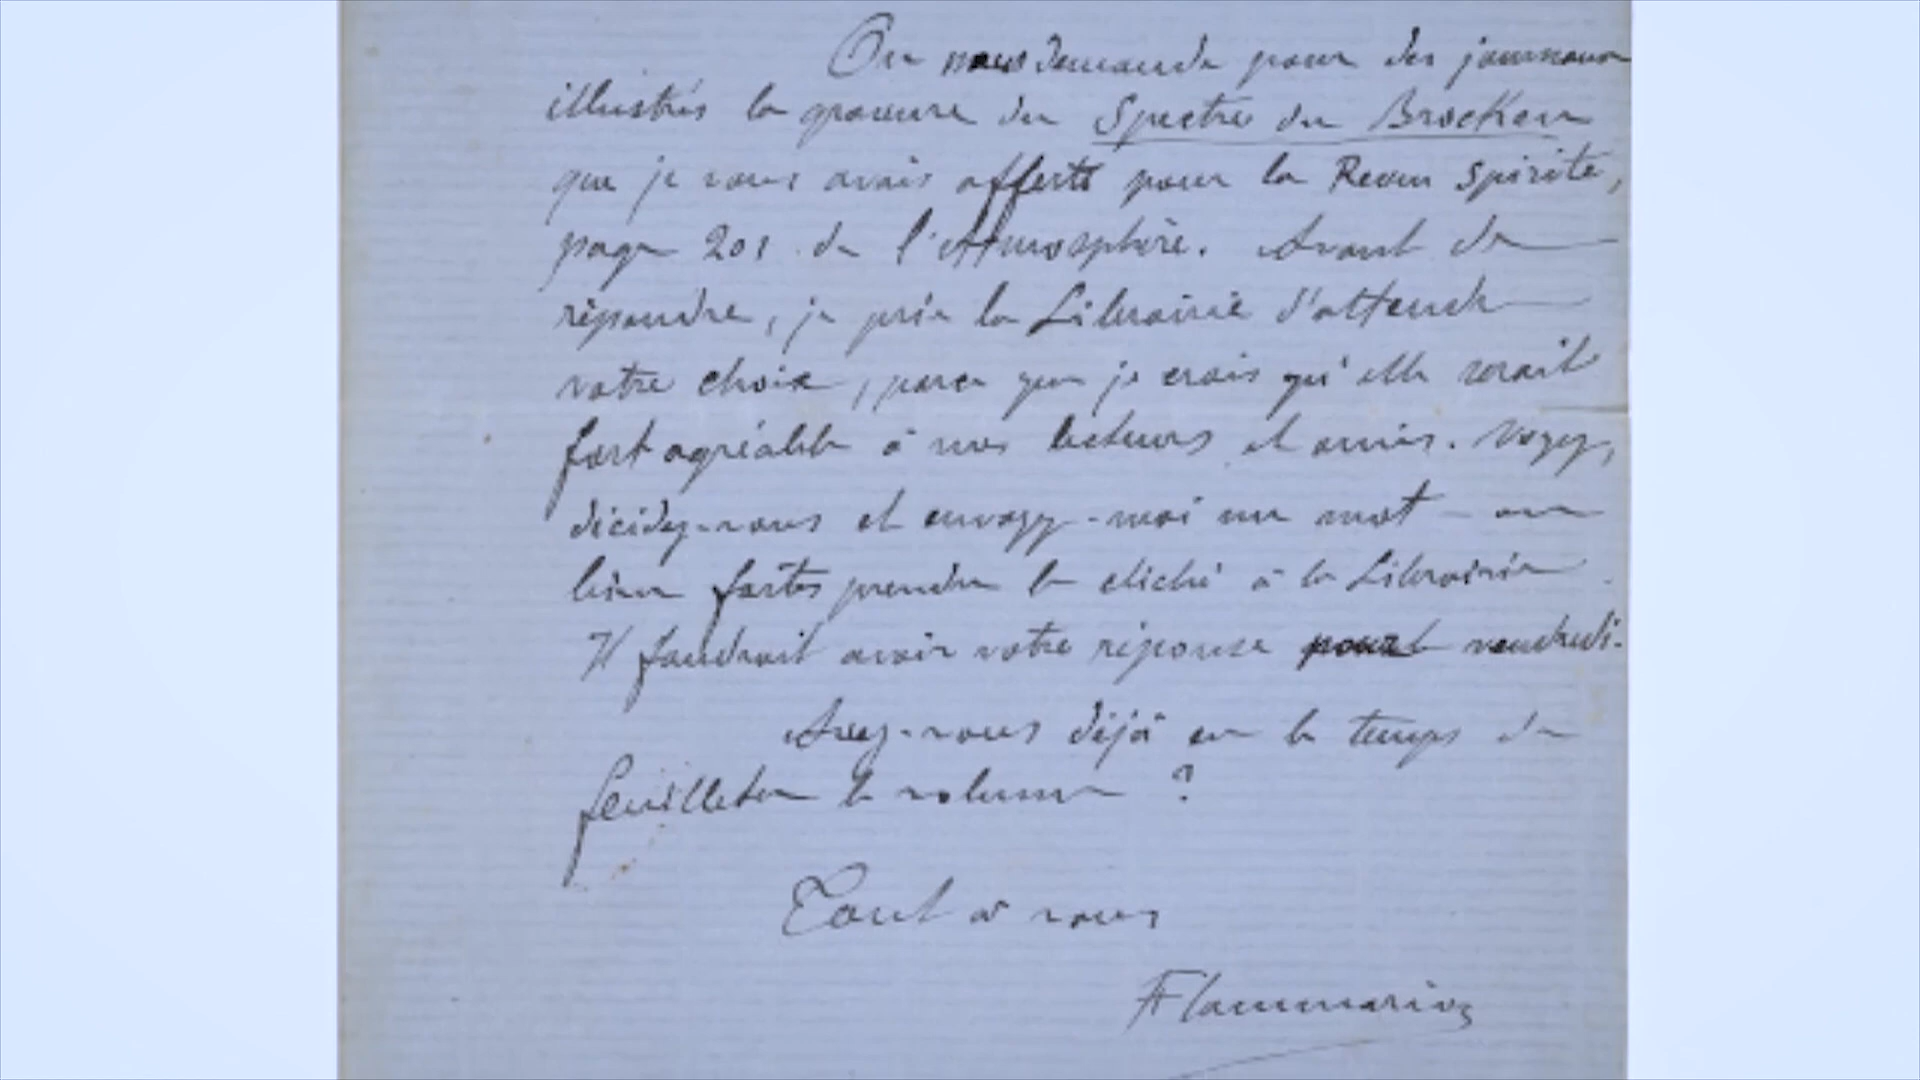 On nous demande pour des journaux
illustrés la gravure du Spectre du Brocken
que je vous avais offerte pour la Revue Spirite,
page 201 de l'Atmosphère. Avant de
répondre, je prie la Librairie d'attendre
votre choix, parce que je crois qu'elle serait
fort agréable à nos lecteurs et amis. Voyez,
décidez-vous et envoyez-moi un mot – ou
bien faites prendre le cliché à la Librairie
Il faudrait avoir votre réponse vendredi.
Avez-vous déjà eu le temps de
feuilleter le volume ?
Tout à vous
Flammarion